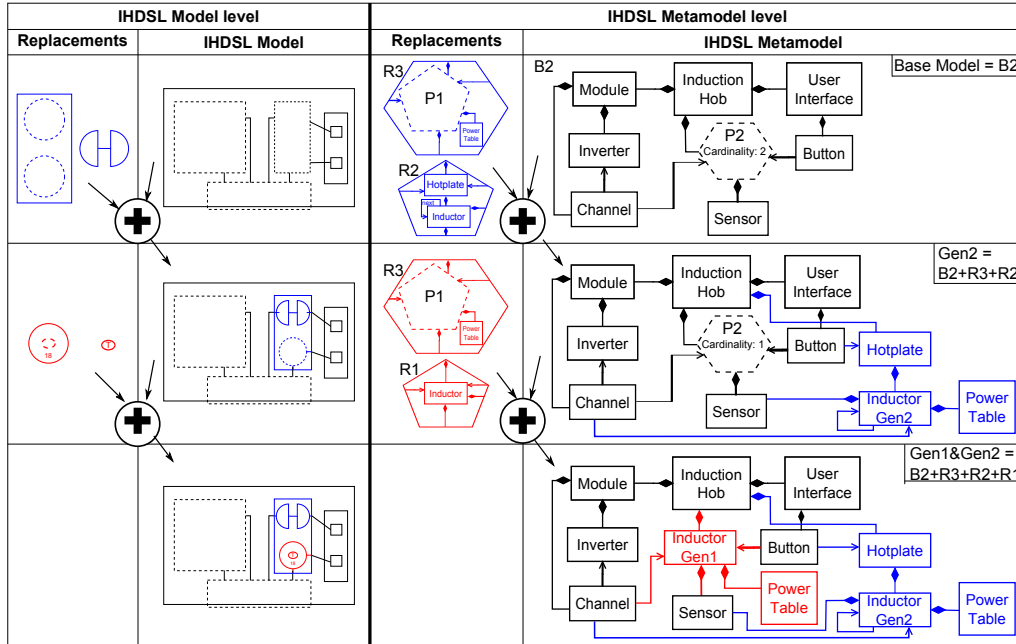 IHDSL Model level
IHDSL Metamodel level
Replacements
IHDSL Model
Replacements
IHDSL Metamodel
R3
P1
Power
Table
R2
Hotplate
next
Inductor
B2
Base Model = B2
Module
Induction
Hob
User
Interface
Inverter
P2
Cardinality: 2
Button
Channel
Sensor
18
T
R3
P1
Power
Table
R1
Inductor
Gen2 =
B2+R3+R2
Module
Induction
Hob
User
Interface
Inverter
P2
Cardinality: 1
Button
Hotplate
Channel
Sensor
Inductor
Gen2
Power
Table
T
18
Gen1&Gen2 =
B2+R3+R2+R1
Module
Induction
Hob
User
Interface
Inverter
Inductor
Gen1
Button
Hotplate
Channel
Sensor
Power
Table
Inductor
Gen2
Power
Table